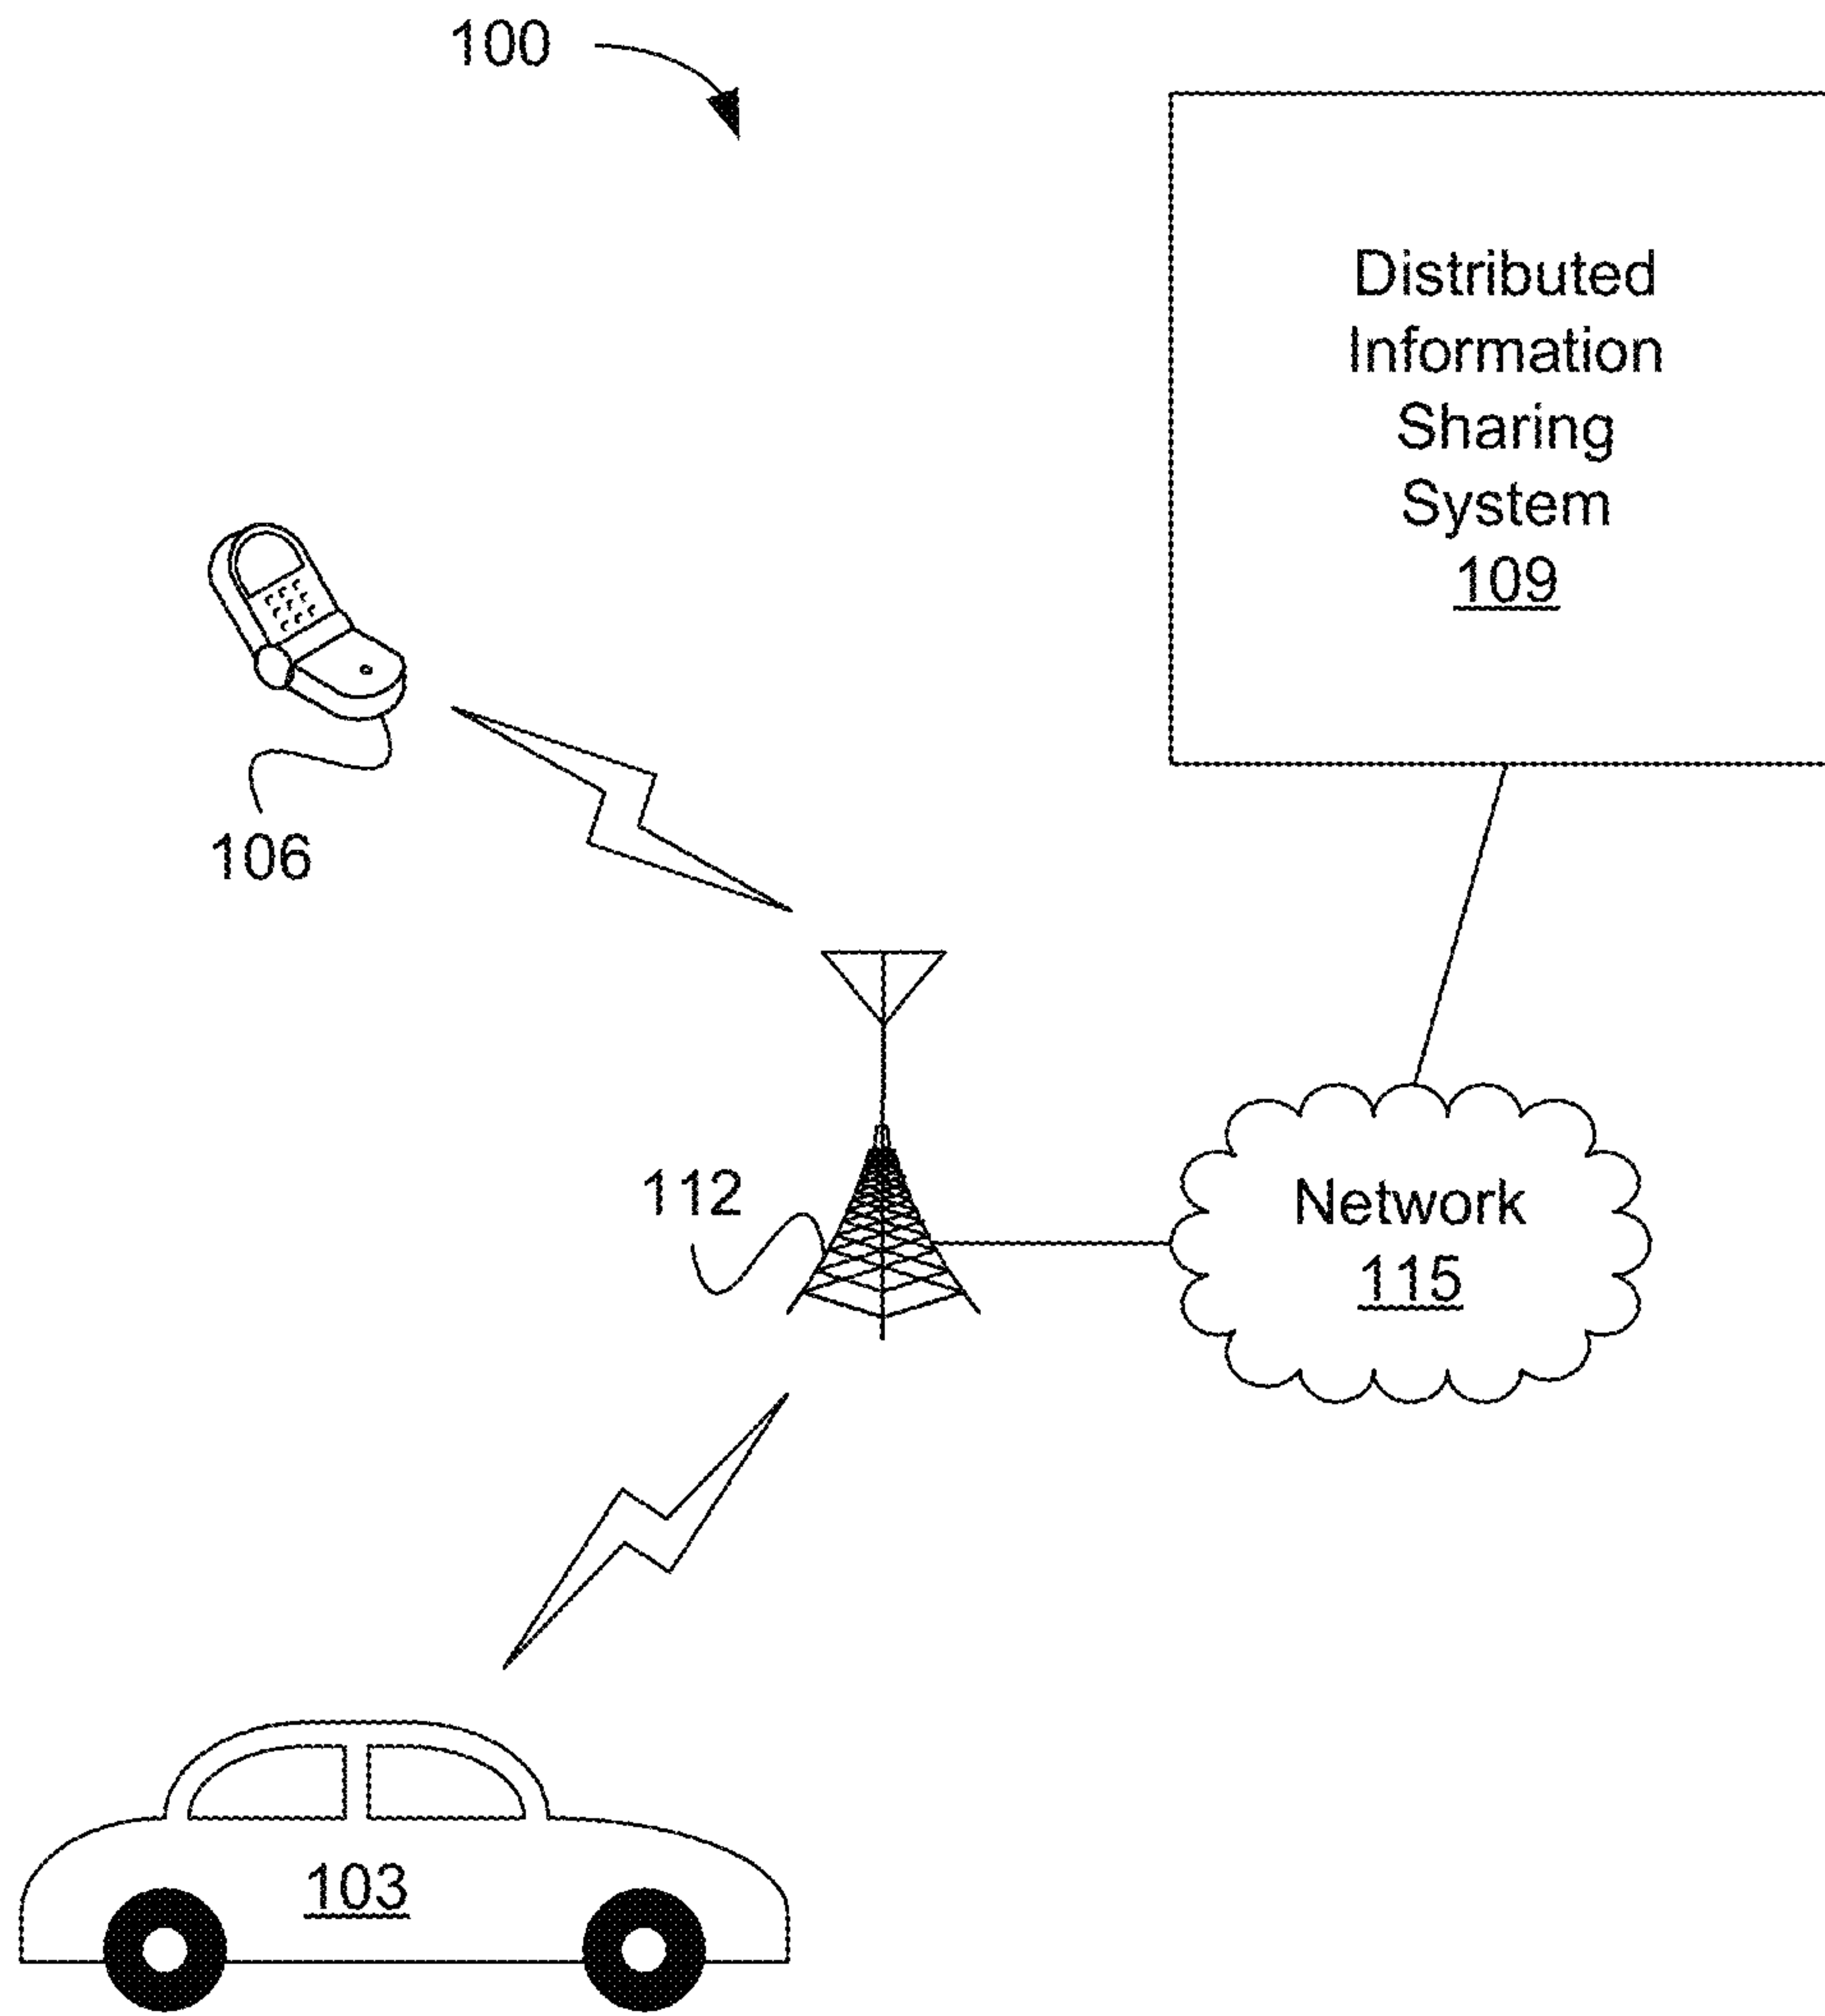 100
Distributed
Information
Sharing
System
109
106
112
Network
115
103